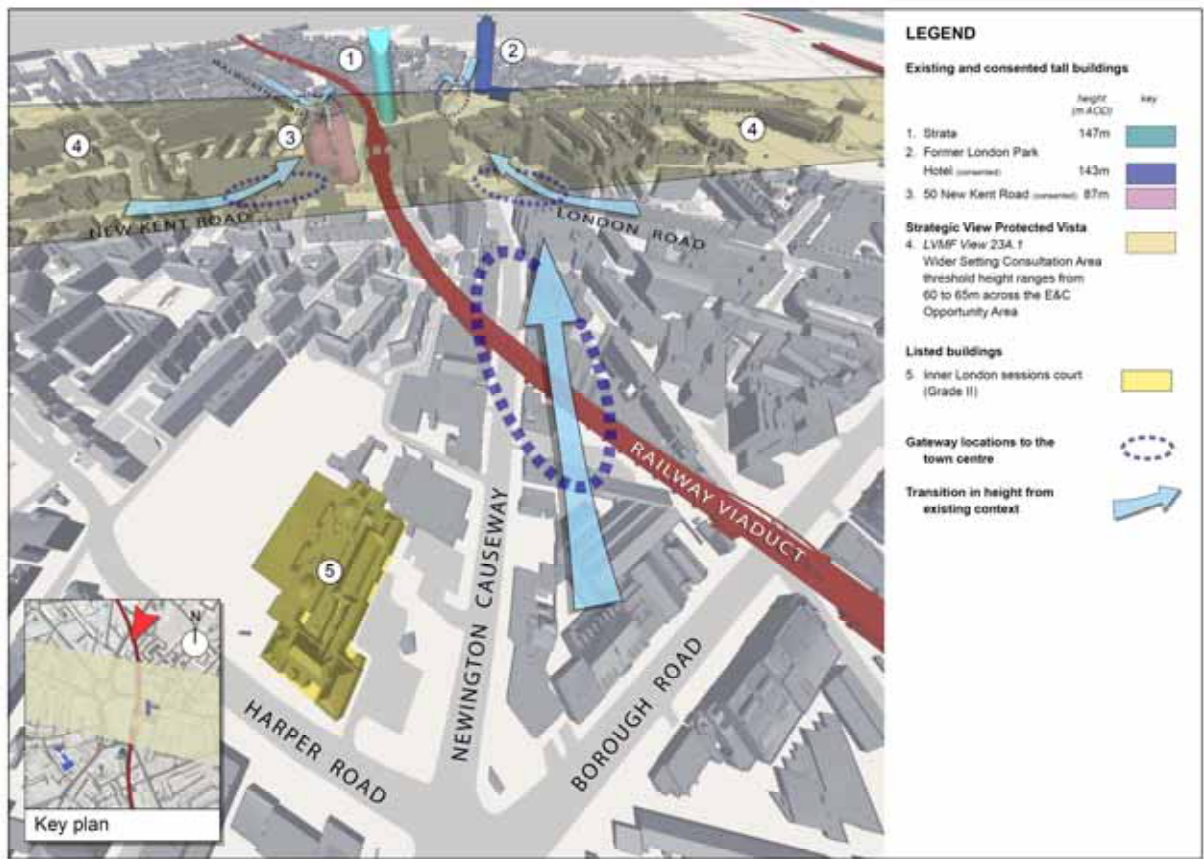 1
2
3
4
4
NEW KENT ROAD
LONDON ROAD
RAILWAY VIADUCT
NEWINGTON CAUSEWAY
5
HARPER ROAD
BOROUGH ROAD
N
Key plan
LEGEND
Existing and consented tall buildings
height key
(m AOD)
1. Strata 147m
2. Former London Park
Hotel (consented) 143m
3. 50 New Kent Road (consented) 87m
Strategic View Protected Vista
4. LVMF View 23A.1
Wider Setting Consultation Area
threshold height ranges from
60 to 65m across the E&C
Opportunity Area
Listed buildings
5. Inner London sessions court
(Grade II)
Gateway locations to the
town centre
Transition in height from
existing context